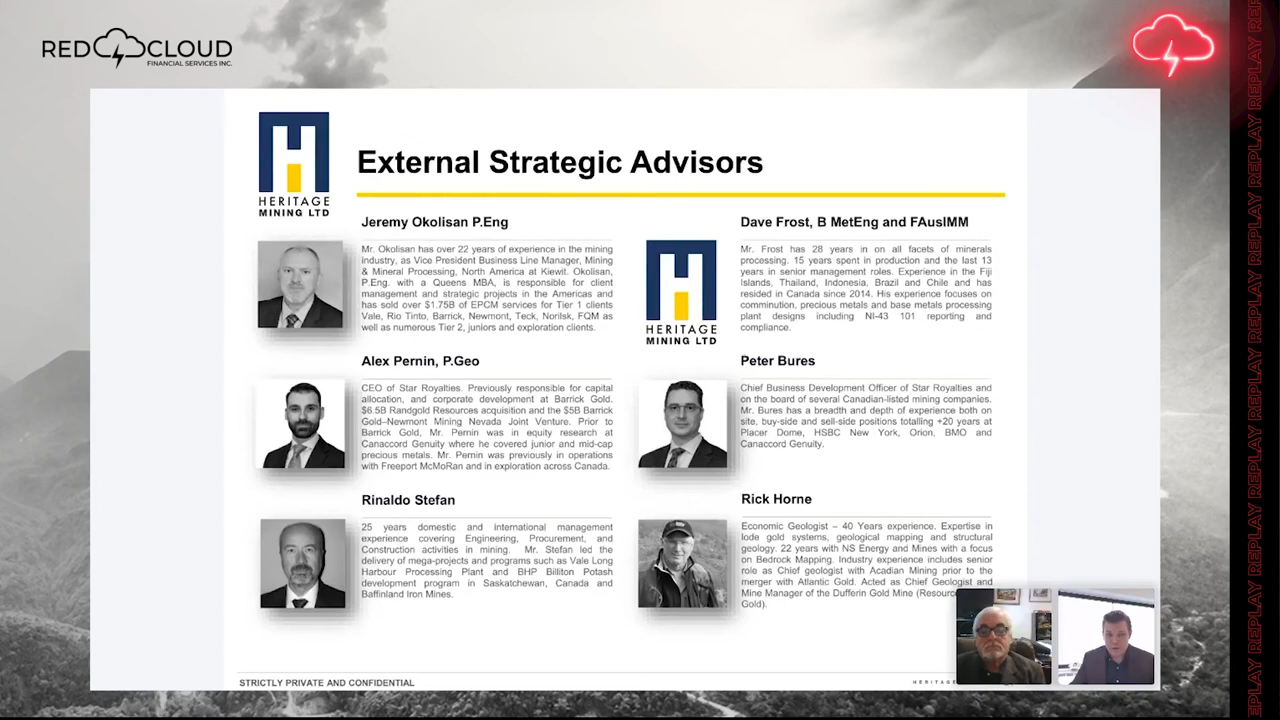 RED CLOUD
FINANCIAL SERVICES INC.
HERITAGE
MINING LTD
External Strategic Advisors
Jeremy Okolisan P.Eng
Mr. Okolisan has over 22 years of experience in the mining
industry, as Vice President Business Line Manager, Mining
& Mineral Processing, North America at Kiewit. Okolisan,
P.Eng. with a Queens MBA, is responsible for client
management and strategic projects in the Americas and
has sold over $1.75B of EPCM services for Tier 1 clients
Vale, Rio Tinto, Barrick, Newmont, Teck, Norilsk, FQM as
well as numerous Tier 2, juniors and exploration clients.
Dave Frost, B MetEng and FAusIMM
HERITAGE
MINING LTD
Mr. Frost has 28 years in on all facets of minerals
processing. 15 years spent in production and the last 13
years in senior management roles. Experience in the Fiji
Islands, Thailand, Indonesia, Brazil and Chile and has
resided in Canada since 2014. His experience focuses on
comminution, precious metals and base metals processing
plant designs including NI-43 101 reporting and
compliance.
Alex Pernin, P.Geo
CEO of Star Royalties. Previously responsible for capital
allocation, and corporate development at Barrick Gold.
$6.5B Randgold Resources acquisition and the $5B Barrick
Gold–Newmont Mining Nevada Joint Venture. Prior to
Barrick Gold, Mr. Pernin was in equity research at
Canaccord Genuity where he covered junior and mid-cap
precious metals. Mr. Pernin was previously in operations
with Freeport McMoRan and in exploration across Canada.
Peter Bures
Chief Business Development Officer of Star Royalties and
on the board of several Canadian-listed mining companies.
Mr. Bures has a breadth and depth of experience both on
site, buy-side and sell-side positions totalling +20 years at
Placer Dome, HSBC New York, Orion, BMO and
Canaccord Genuity.
Rinaldo Stefan
25 years domestic and international management
experience covering Engineering, Procurement, and
Construction activities in mining. Mr. Stefan led the
delivery of mega-projects and programs such as Vale Long
Harbour Processing Plant and BHP Billiton Potash
development program in Saskatchewan, Canada and
Baffinland Iron Mines.
Rick Horne
Economic Geologist – 40 Years experience. Expertise in
lode gold systems, geological mapping and structural
geology. 22 years with NS Energy and Mines with a focus
on Bedrock Mapping. Industry experience includes senior
role as Chief geologist with Acadian Mining prior to the
merger with Atlantic Gold. Acted as Chief Geologist and
Mine Manager of the Dufferin Gold Mine
Gold).
STRICTLY PRIVATE AND CONFIDENTIAL
REPLAY REPLAY REPLAY REPLAY REPLAY REPLAY REPLAY